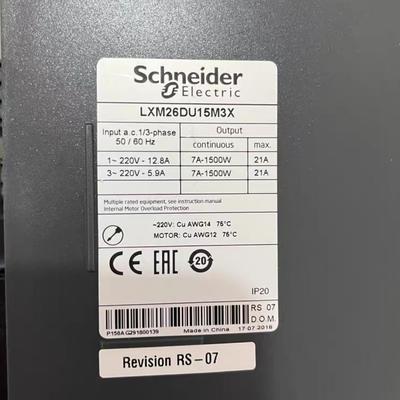 Schneider
Electric
LXM26DU15M3X
Input a.c.1/3-phase
50 / 60 Hz
Output
continuous
max.
1~ 220V - 12.8A
7A-1500W
21A
3~ 220V - 5.9A
7A-1500W
21A
Multiple rated equipment, see instruction manual
Internal Motor Overload Protection
~220V: Cu AWG14 75°C
MOTOR: Cu AWG12 75°C
CE EAC 20
IP20
RS 07
D.O.M.
P158AG291800139
Made in China
17.07.2018
Revision RS-07